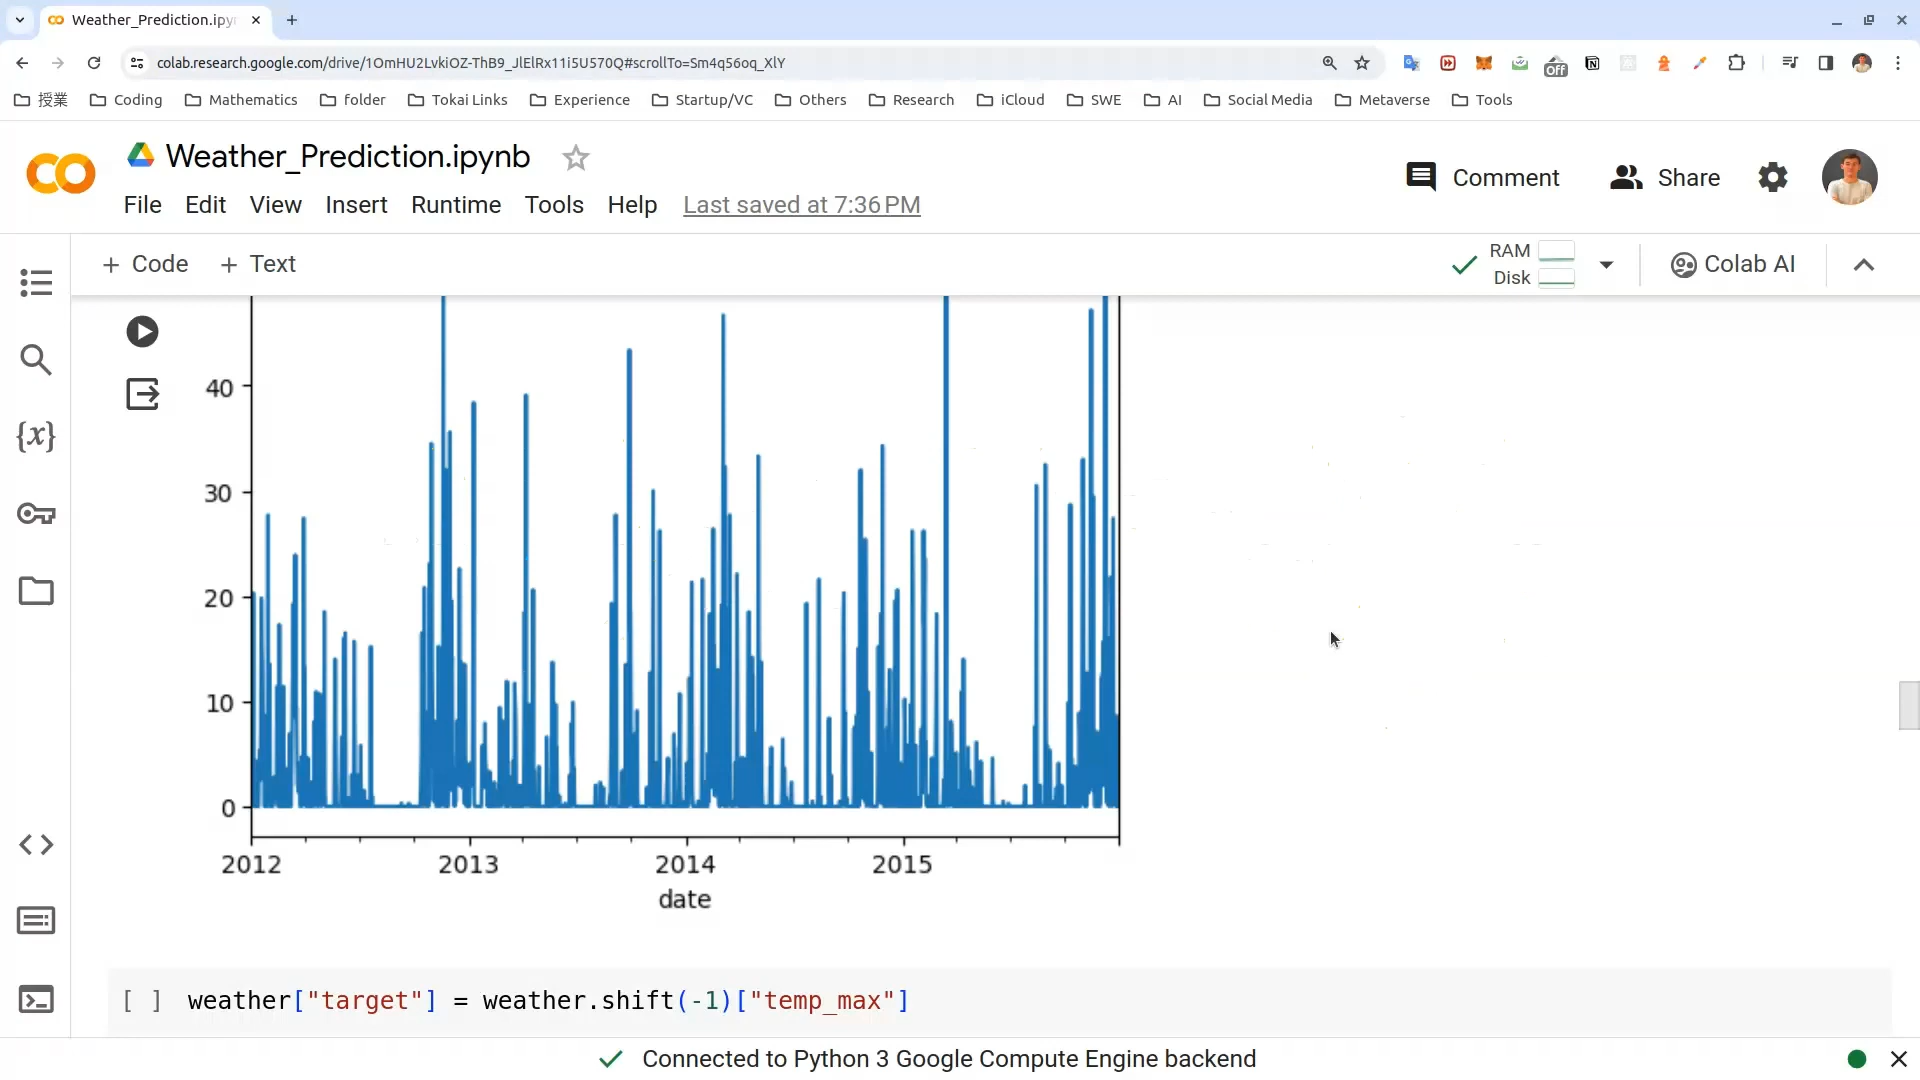 Weather_Prediction.ipy
colab.research.google.com/drive/1OmHU2LvkiOZ-ThB9_JlElRx11i5U570Q#scrollTo=Sm4q56oq_XlY
Off
授業 Coding Mathematics folder Tokai Links Experience Startup/VC Others Research iCloud SWE AI Social Media Metaverse Tools
Weather_Prediction.ipynb
Comment Share
File Edit View Insert Runtime Tools Help Last saved at 7:36 PM
+ Code + Text
RAM
Disk
Colab AI
{x}
40
30
20
10
0
2012 2013 2014 2015
date
[ ] weather["target"] = weather.shift(-1)["temp_max"]
Connected to Python 3 Google Compute Engine backend